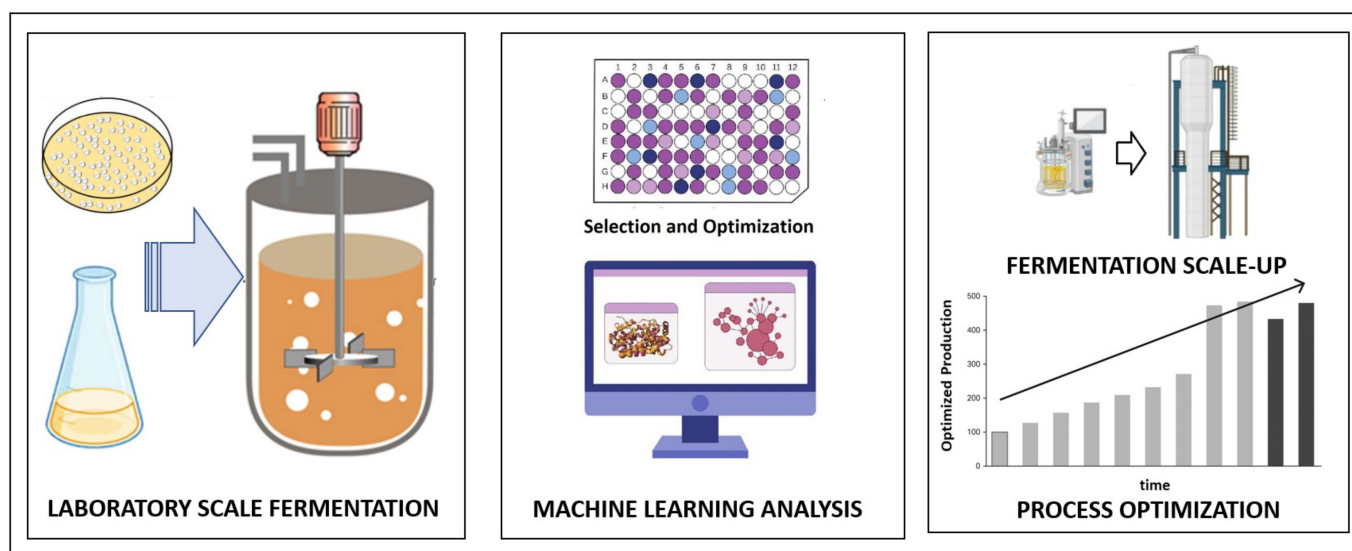 LABORATORY SCALE FERMENTATION
1 2 3 4 5 6 7 8 9 10 11 12
A
B
C
D
E
F
G
H
Selection and Optimization
MACHINE LEARNING ANALYSIS
FERMENTATION SCALE-UP
Optimized Production
500
400
300
200
100
0
time
PROCESS OPTIMIZATION